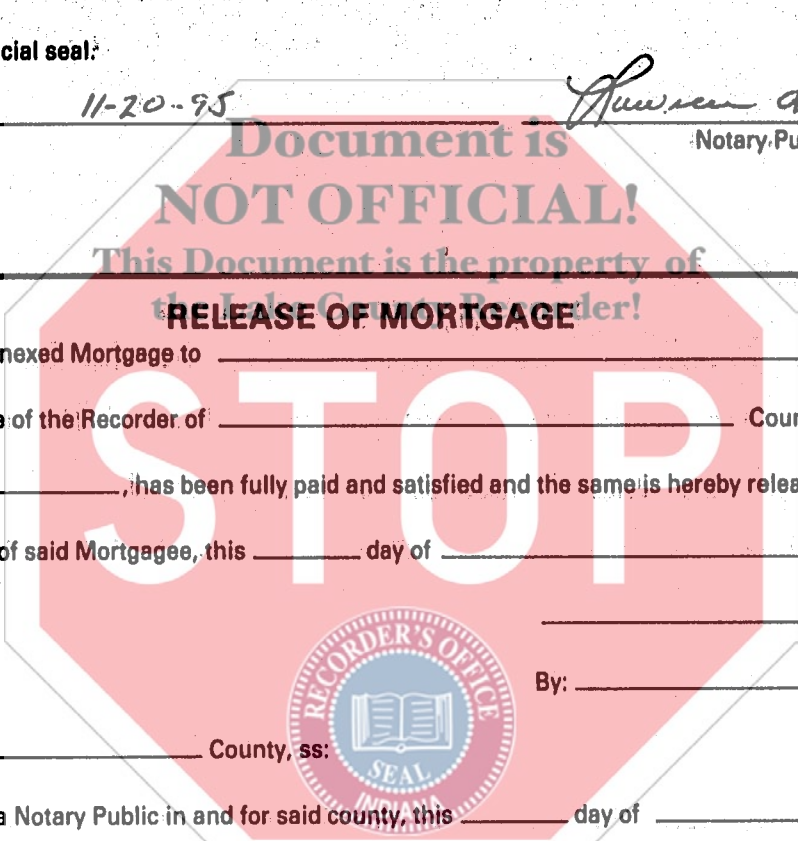 cial seal:
11-20-95
Notary Pu
Document is
NOT OFFICIAL!
This Document is the property of
the Lake County Recorder!
RELEASE OF MORTGAGE
nexed Mortgage to
e of the Recorder of Coun
, has been fully paid and satisfied and the same is hereby relea
of said Mortgagee, this day of
STOP
By:
RECORDER'S OFFICE
SEAL
INDIANA
County, ss:
a Notary Public in and for said county, this day of